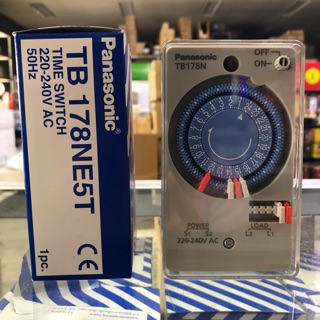 Panasonic
TB 178NE5T
TIME SWITCH
220-240V AC
50Hz
CE
1pc.
Panasonic
TB178N
OFF
ON
POWER
LOAD
S1 S2 L2 L1
220-240V AC